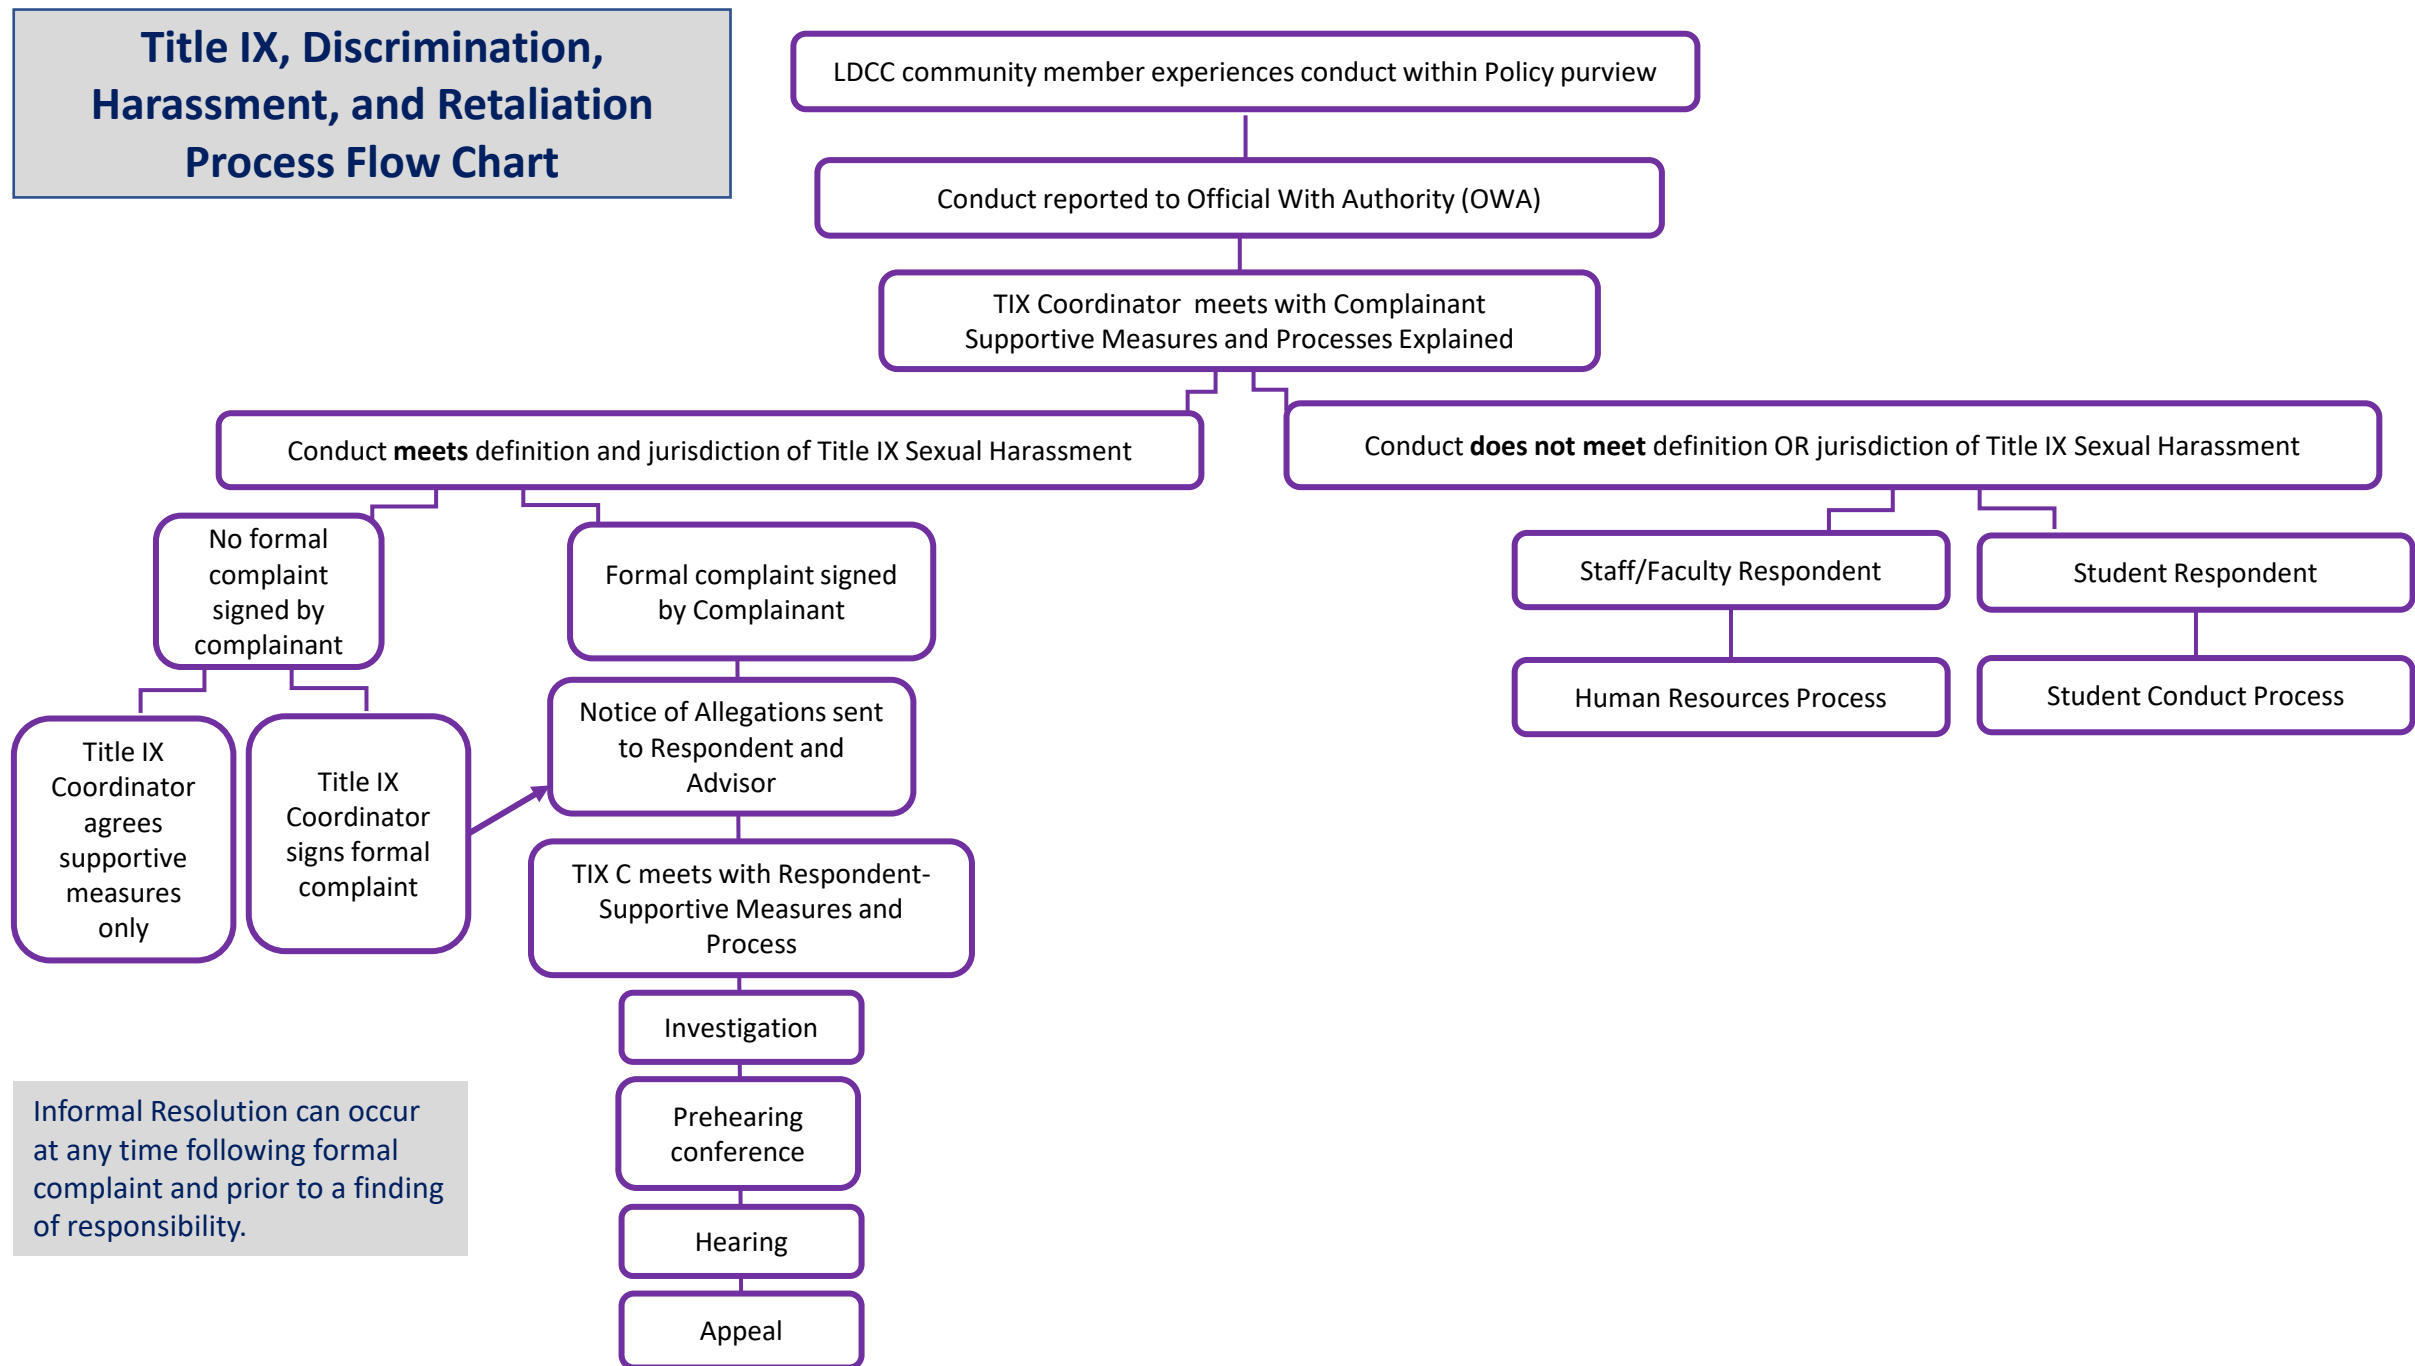 Title IX, Discrimination,
Harassment, and Retaliation
Process Flow Chart
LDCC community member experiences conduct within Policy purview
Conduct reported to Official With Authority (OWA)
TIX Coordinator  meets with Complainant
Supportive Measures and Processes Explained
Conduct meets definition and jurisdiction of Title IX Sexual Harassment
Conduct does not meet definition OR jurisdiction of Title IX Sexual Harassment
No formal
complaint
signed by
complainant
Formal complaint signed
by Complainant
Staff/Faculty Respondent
Student Respondent
Human Resources Process
Student Conduct Process
Title IX
Coordinator
agrees
supportive
measures
only
Title IX
Coordinator
signs formal
complaint
Notice of Allegations sent
to Respondent and
Advisor
TIX C meets with Respondent-
Supportive Measures and
Process
Investigation
Prehearing
conference
Hearing
Appeal
Informal Resolution can occur
at any time following formal
complaint and prior to a finding
of responsibility.